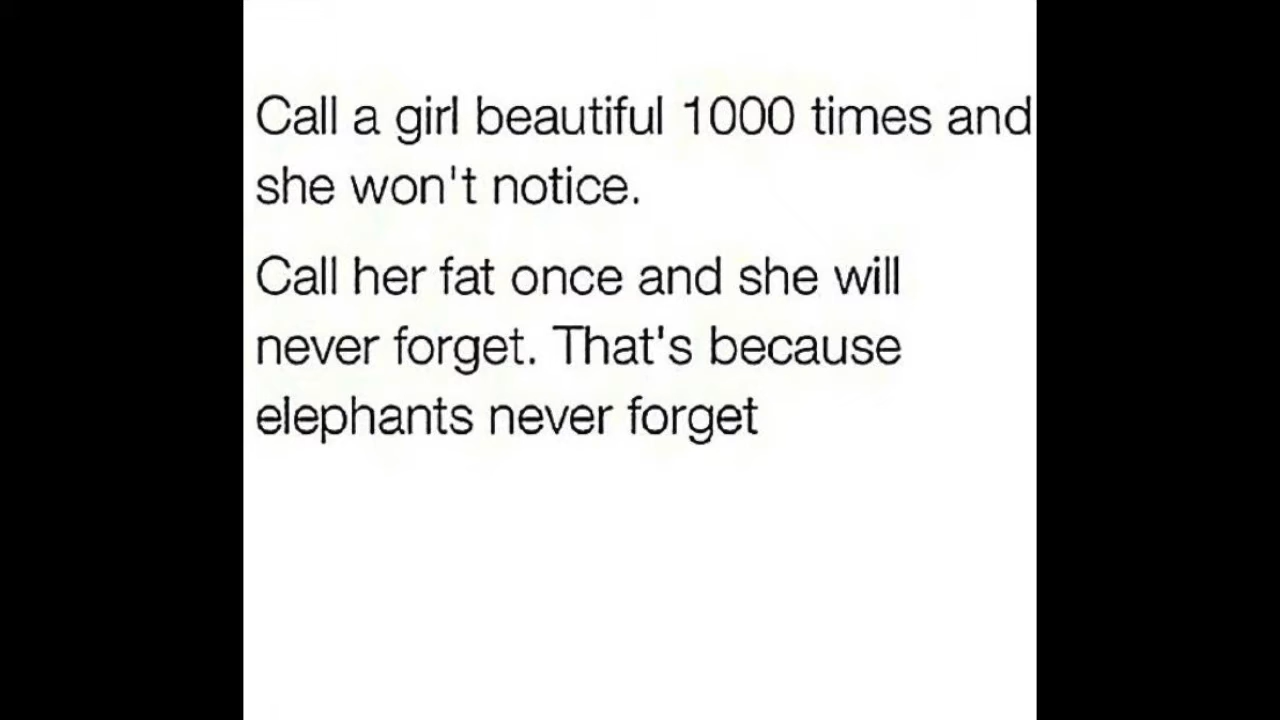 Call a girl beautiful 1000 times and
she won't notice.
Call her fat once and she will
never forget. That's because
elephants never forget